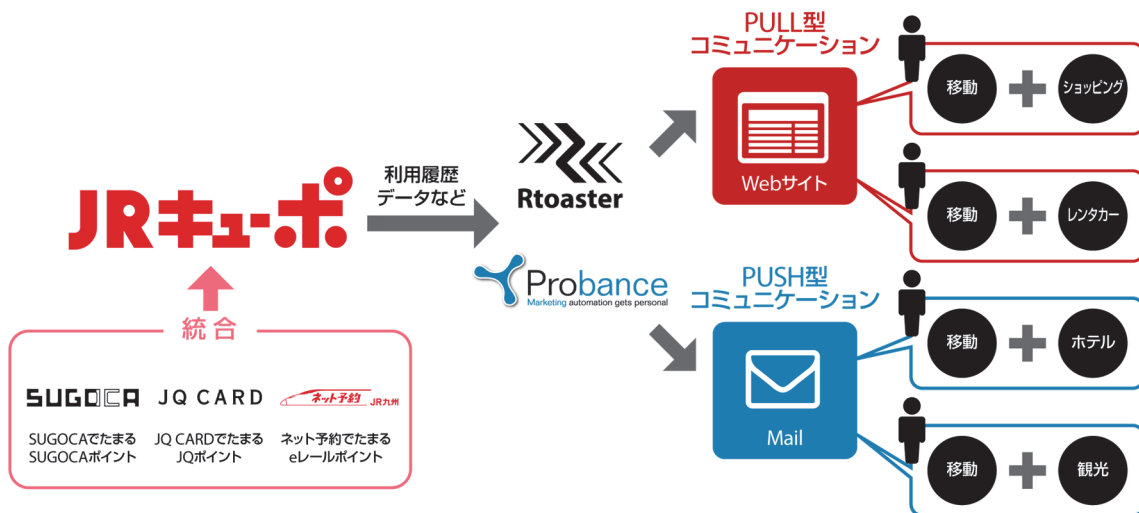 JRキューポ
統合
SUGOCA
JQ CARD
ネット予約 JR九州
SUGOCAでたまる
SUGOCAポイント
JQ CARDでたまる
JQポイント
ネット予約でたまる
eレールポイント
利用履歴
データなど
Rtoaster
Probance
Marketing automation gets personal
PULL型
コミュニケーション
Webサイト
移動
ショッピング
移動
レンタカー
PUSH型
コミュニケーション
Mail
移動
ホテル
移動
観光